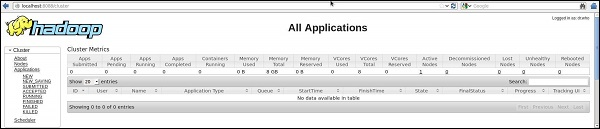 localhost:8088/cluster
Google
Logged in as: dr.who
hadoop
All Applications
Cluster
About
Nodes
Applications
NEW
NEW_SAVING
SUBMITTED
ACCEPTED
RUNNING
FINISHED
FAILED
KILLED
Scheduler
Cluster Metrics
Apps Submitted Apps Pending Apps Running Apps Completed Containers Running Memory Used Memory Total Memory Reserved VCores Used VCores Total VCores Reserved Active Nodes Decommissioned Nodes Lost Nodes Unhealthy Nodes Rebooted Nodes
0 0 0 0 0 0 B 8 GB 0 B 0 8 0 1 0 0 0 0
Show 20 entries Search:
ID User Name Application Type Queue StartTime FinishTime State FinalStatus Progress Tracking UI
No data available in table
Showing 0 to 0 of 0 entries First Previous Next Last